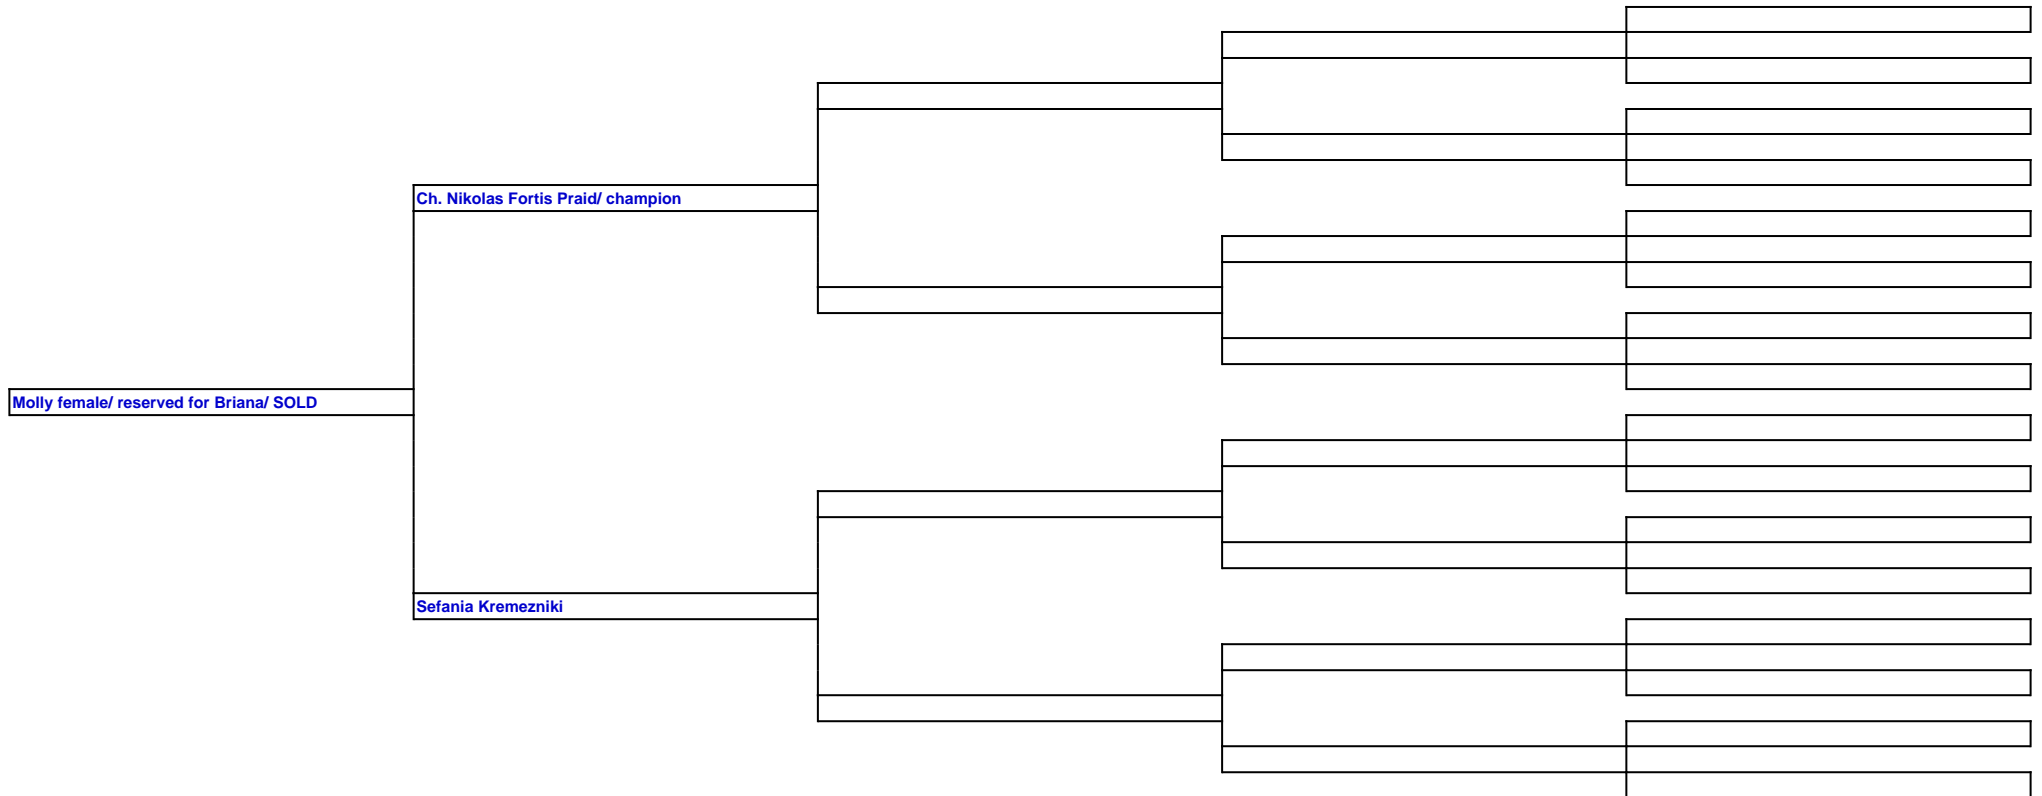 Ch. Nikolas Fortis Praid/ champion
Molly female/ reserved for Briana/ SOLD
Sefania Kremezniki